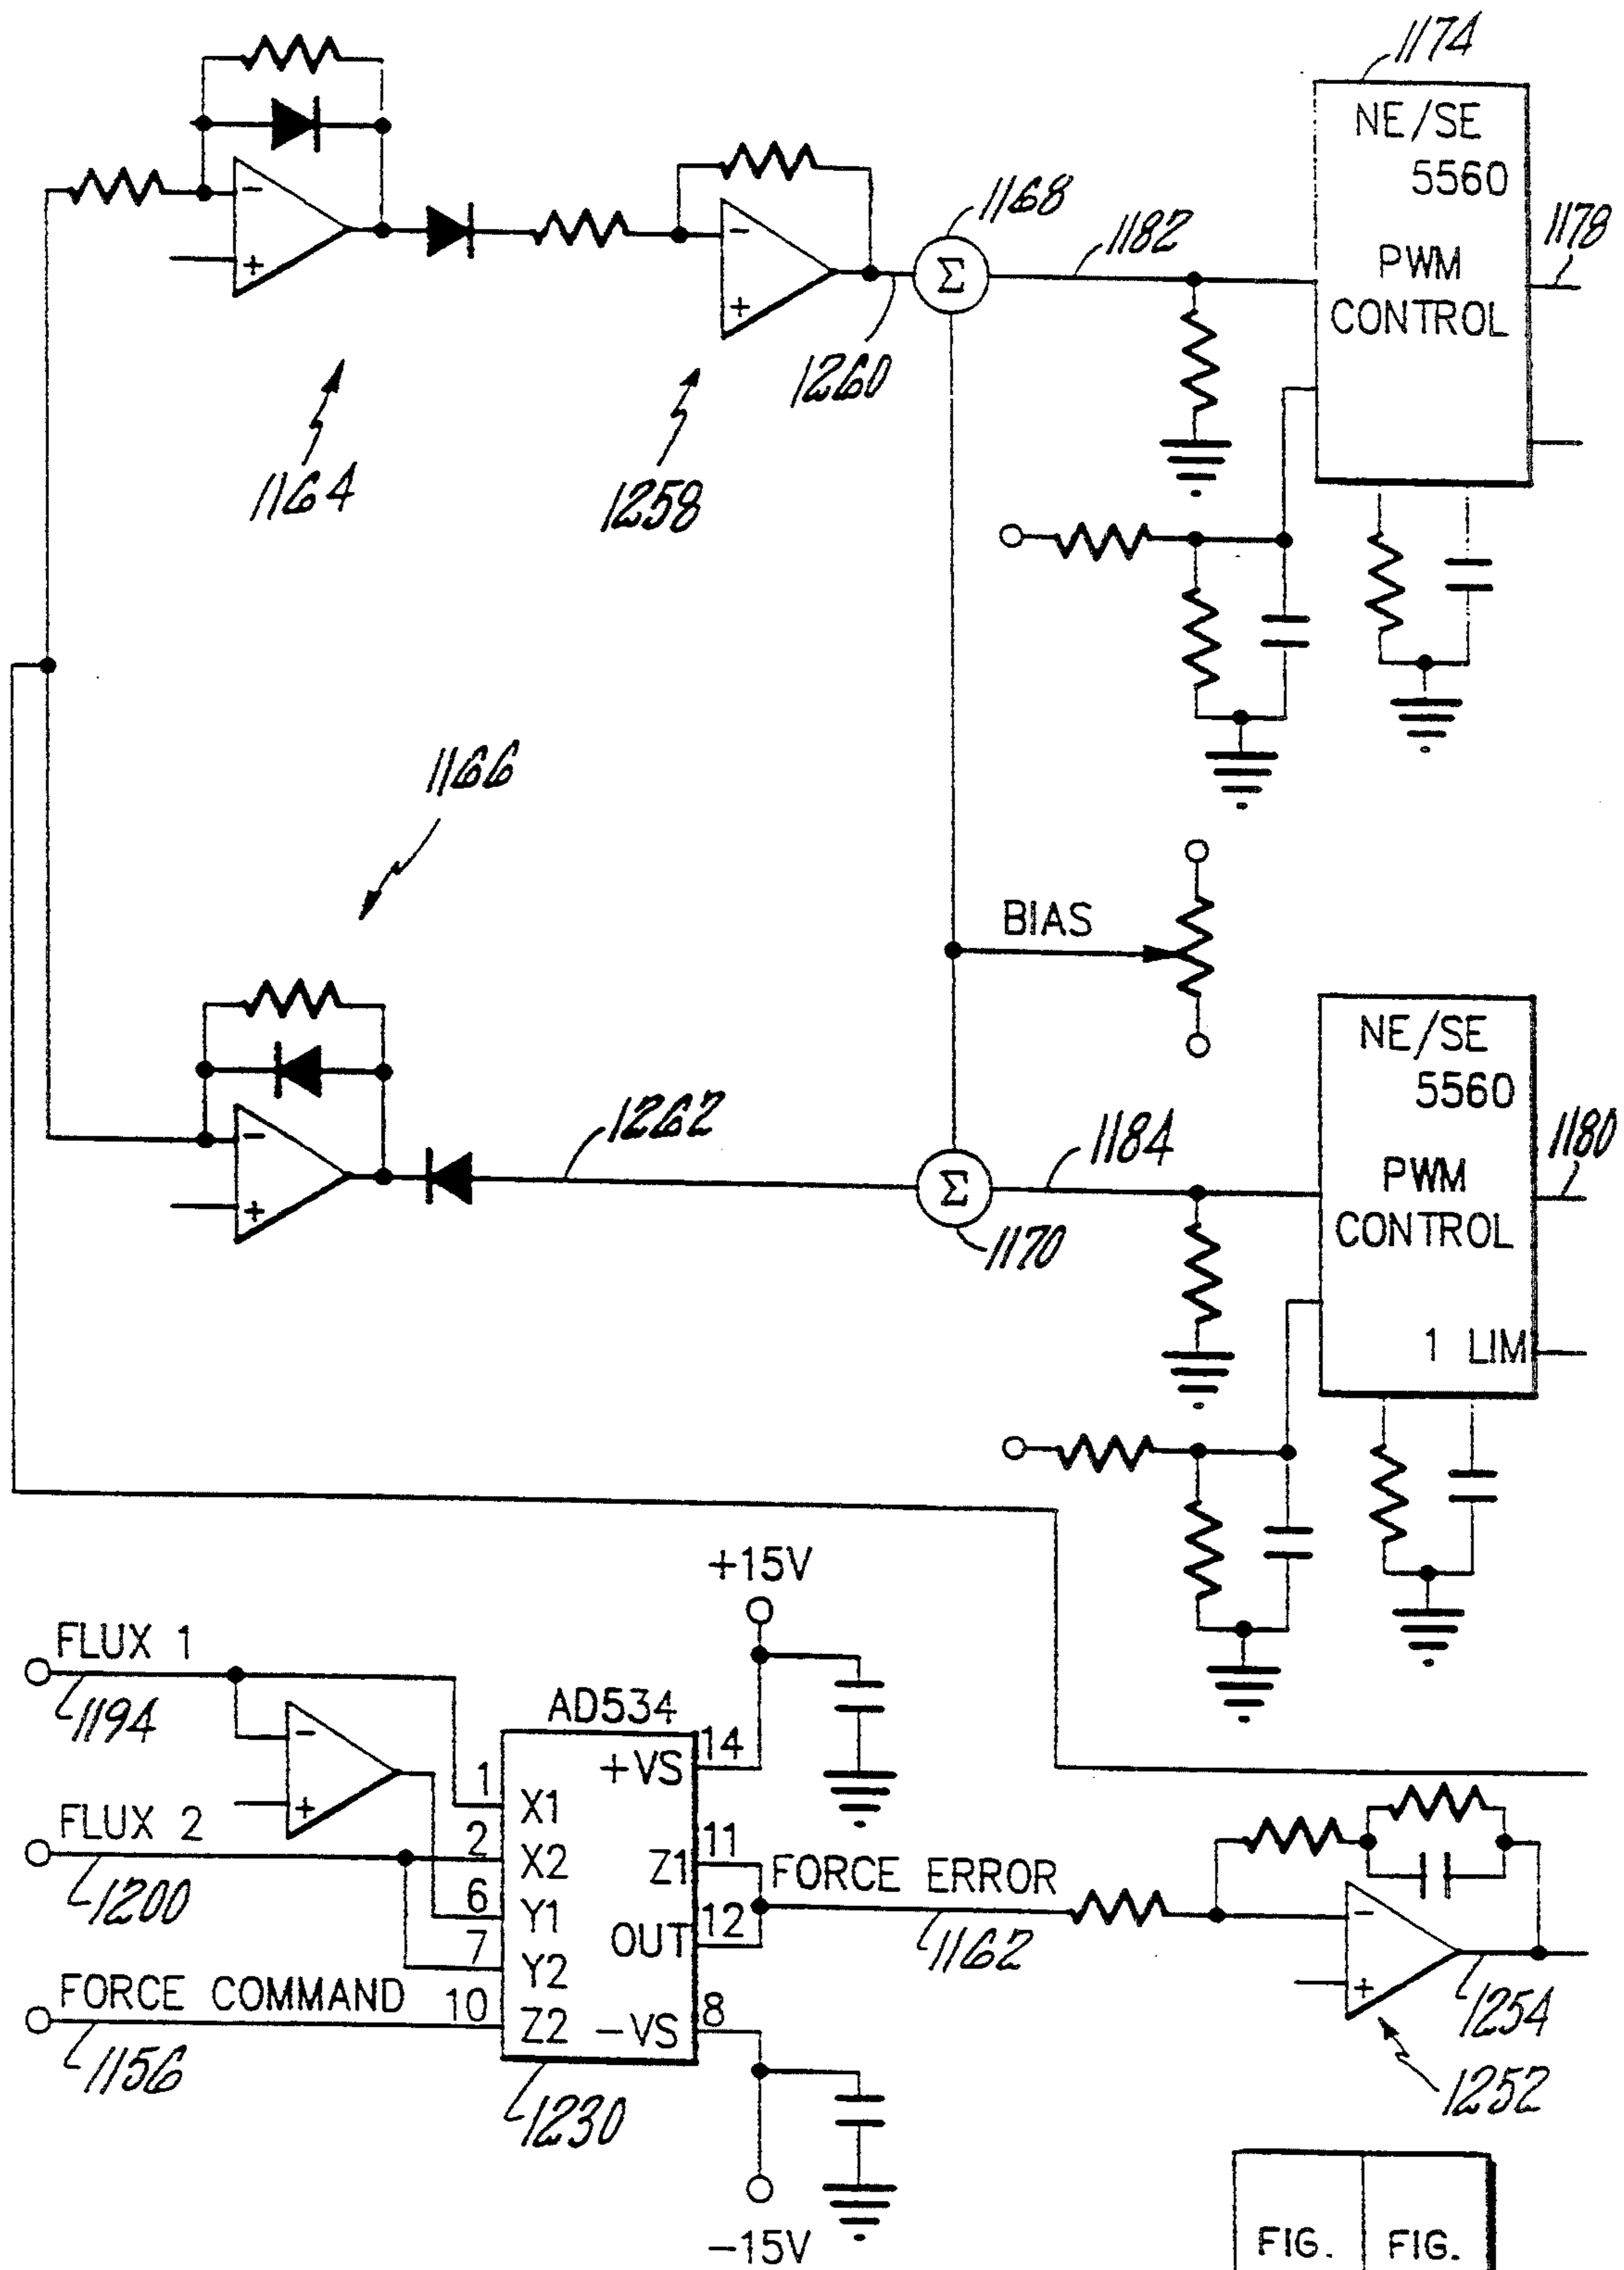 1174
NE/SE
5560
PWM
CONTROL
1178
1168
Σ
1182
-
+
-
+
1260
1164
1258
1166
BIAS
-
+
1262
Σ
1184
1170
NE/SE
5560
PWM
CONTROL
1 LIM
1180
+15V
FLUX 1
1194
-
+
AD534
1
X1
+VS
14
FLUX 2
1200
2
X2
Z1
11
FORCE ERROR
1162
6
Y1
7
Y2
OUT
12
FORCE COMMAND
1156
10
Z2
-VS
8
1230
-15V
-
+
1254
1252
FIG.
FIG.